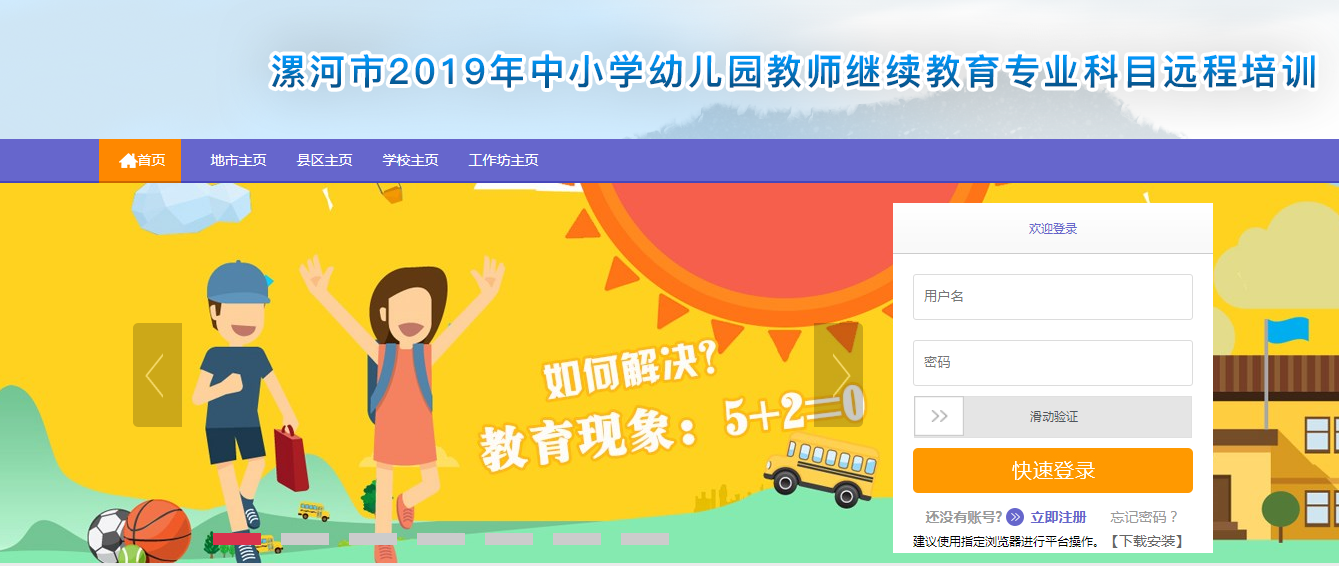 漯河市2019年中小学幼儿园教师继续教育专业科目远程培训
首页 地市主页 县区主页 学校主页 工作坊主页
欢迎登录
用户名
密码
滑动验证
快速登录
还没有账号? 立即注册 忘记密码？
建议使用指定浏览器进行平台操作。【下载安装】
如何解决?
教育现象：5+2=0